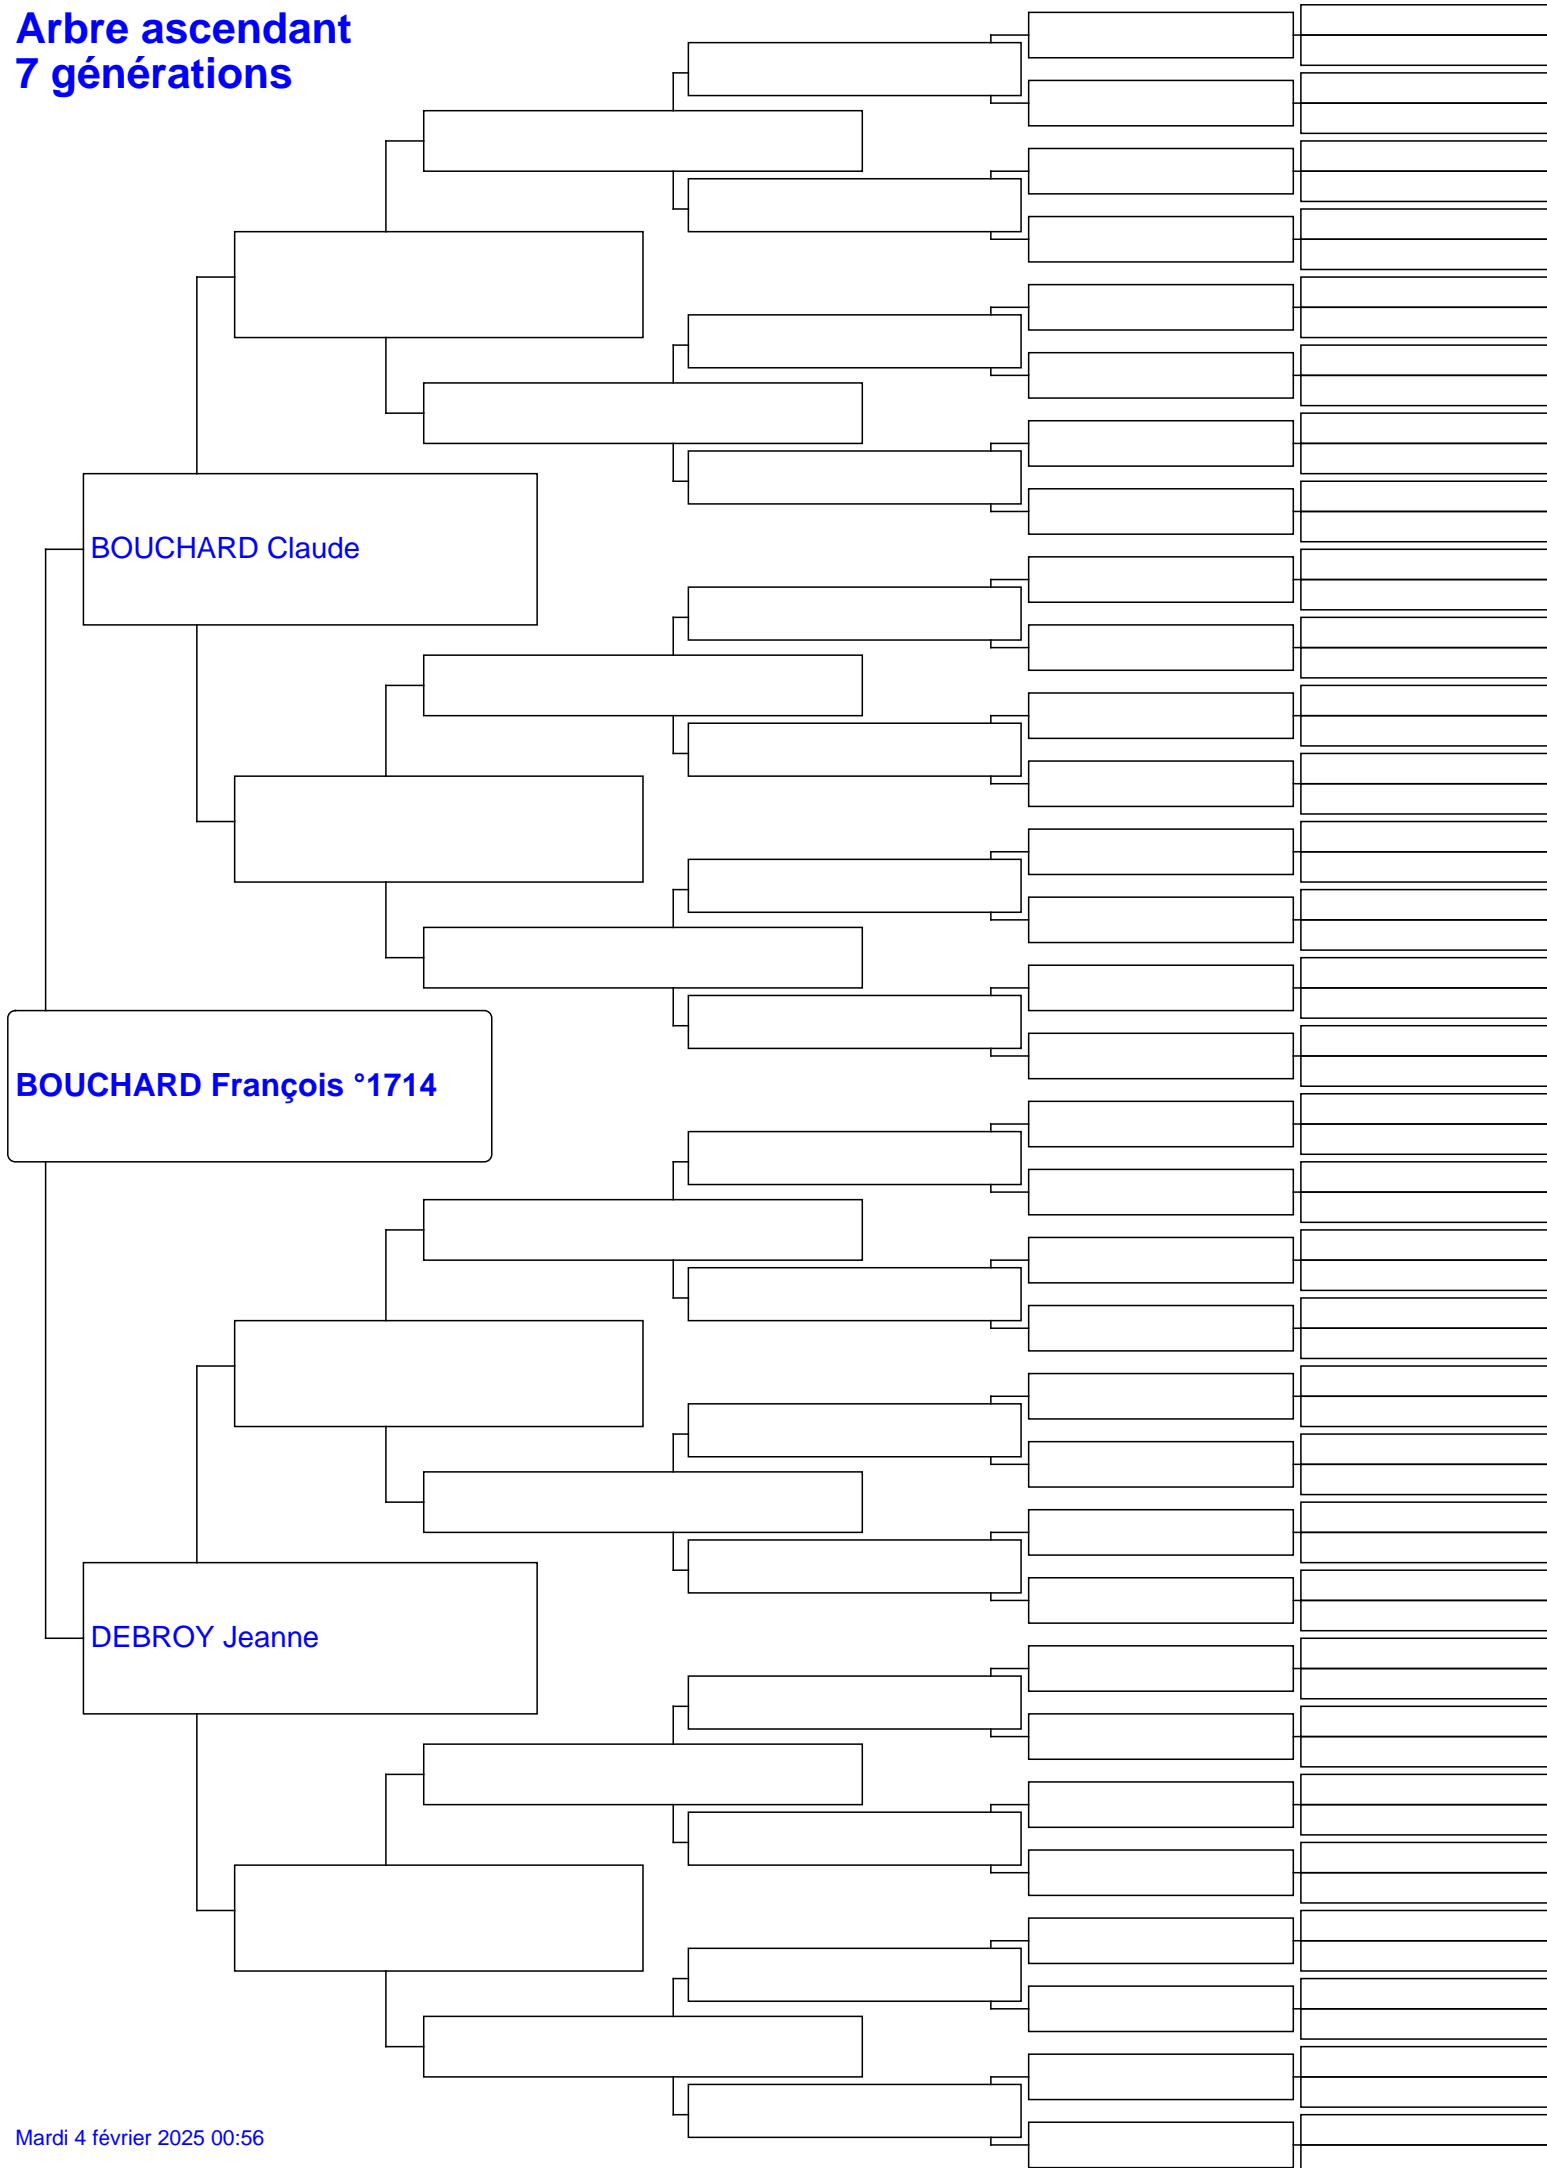 Arbre ascendant
7 générations
BOUCHARD Claude
BOUCHARD François °1714
DEBROY Jeanne
Mardi 4 février 2025 00:56